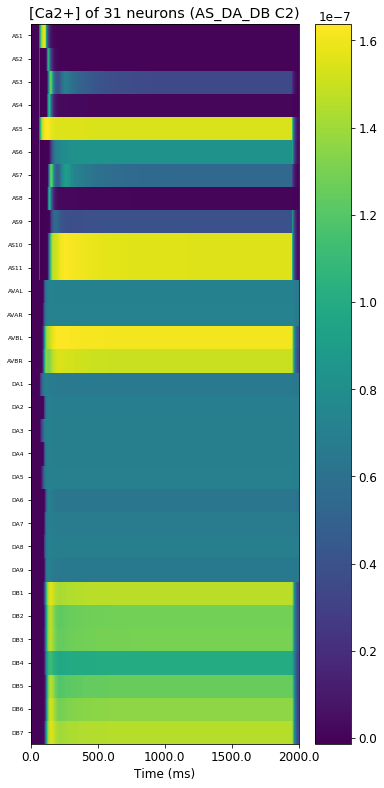 [Ca2+] of 31 neurons (AS_DA_DB C2)
1e−7
AS1
AS2
AS3
AS4
AS5
AS6
AS7
AS8
AS9
AS10
AS11
AVAL
AVAR
AVBL
AVBR
DA1
DA2
DA3
DA4
DA5
DA6
DA7
DA8
DA9
DB1
DB2
DB3
DB4
DB5
DB6
DB7
0.0 500.0 1000.0 1500.0 2000.0
Time (ms)
1.6
1.4
1.2
1.0
0.8
0.6
0.4
0.2
0.0